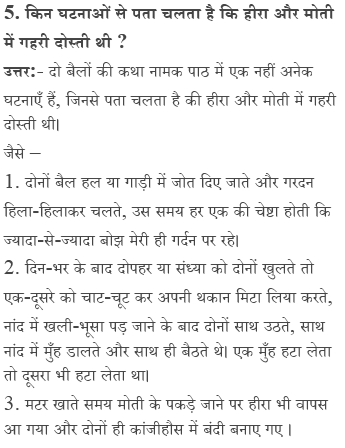 5. किन घटनाओं से पता चलता है कि हीरा और मोती
में गहरी दोस्ती थी ?
उत्तर:- दो बैलों की कथा नामक पाठ में एक नहीं अनेक
घटनाएँ हैं, जिनसे पता चलता है की हीरा और मोती में गहरी
दोस्ती थी।
जैसे –
1. दोनों बैल हल या गाड़ी में जोत दिए जाते और गरदन
हिला-हिलाकर चलते, उस समय हर एक की चेष्टा होती कि
ज्यादा-से-ज्यादा बोझ मेरी ही गर्दन पर रहे।
2. दिन-भर के बाद दोपहर या संध्या को दोनों खुलते तो
एक-दूसरे को चाट-चूट कर अपनी थकान मिटा लिया करते,
नांद में खली-भूसा पड़ जाने के बाद दोनों साथ उठते, साथ
नांद में मुँह डालते और साथ ही बैठते थे। एक मुँह हटा लेता
तो दूसरा भी हटा लेता था।
3. मटर खाते समय मोती के पकड़े जाने पर हीरा भी वापस
आ गया और दोनों ही कांजीहौस में बंदी बनाए गए ।